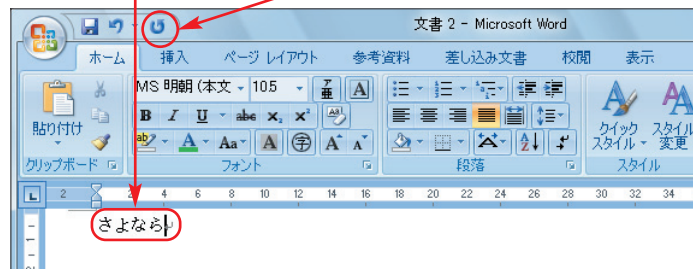 文書 2 - Microsoft Word
ホーム 挿入 ページ レイアウト 参考資料 差し込み文書 校閲 表示
MS 明朝 (本文 10.5
貼り付け
クイック スタイル
スタイル 変更
クリップボード フォント 段落 スタイル
L 2 2 4 6 8 10 12 14 16 18 20 22 24 26 28 30 32 34
さよなら